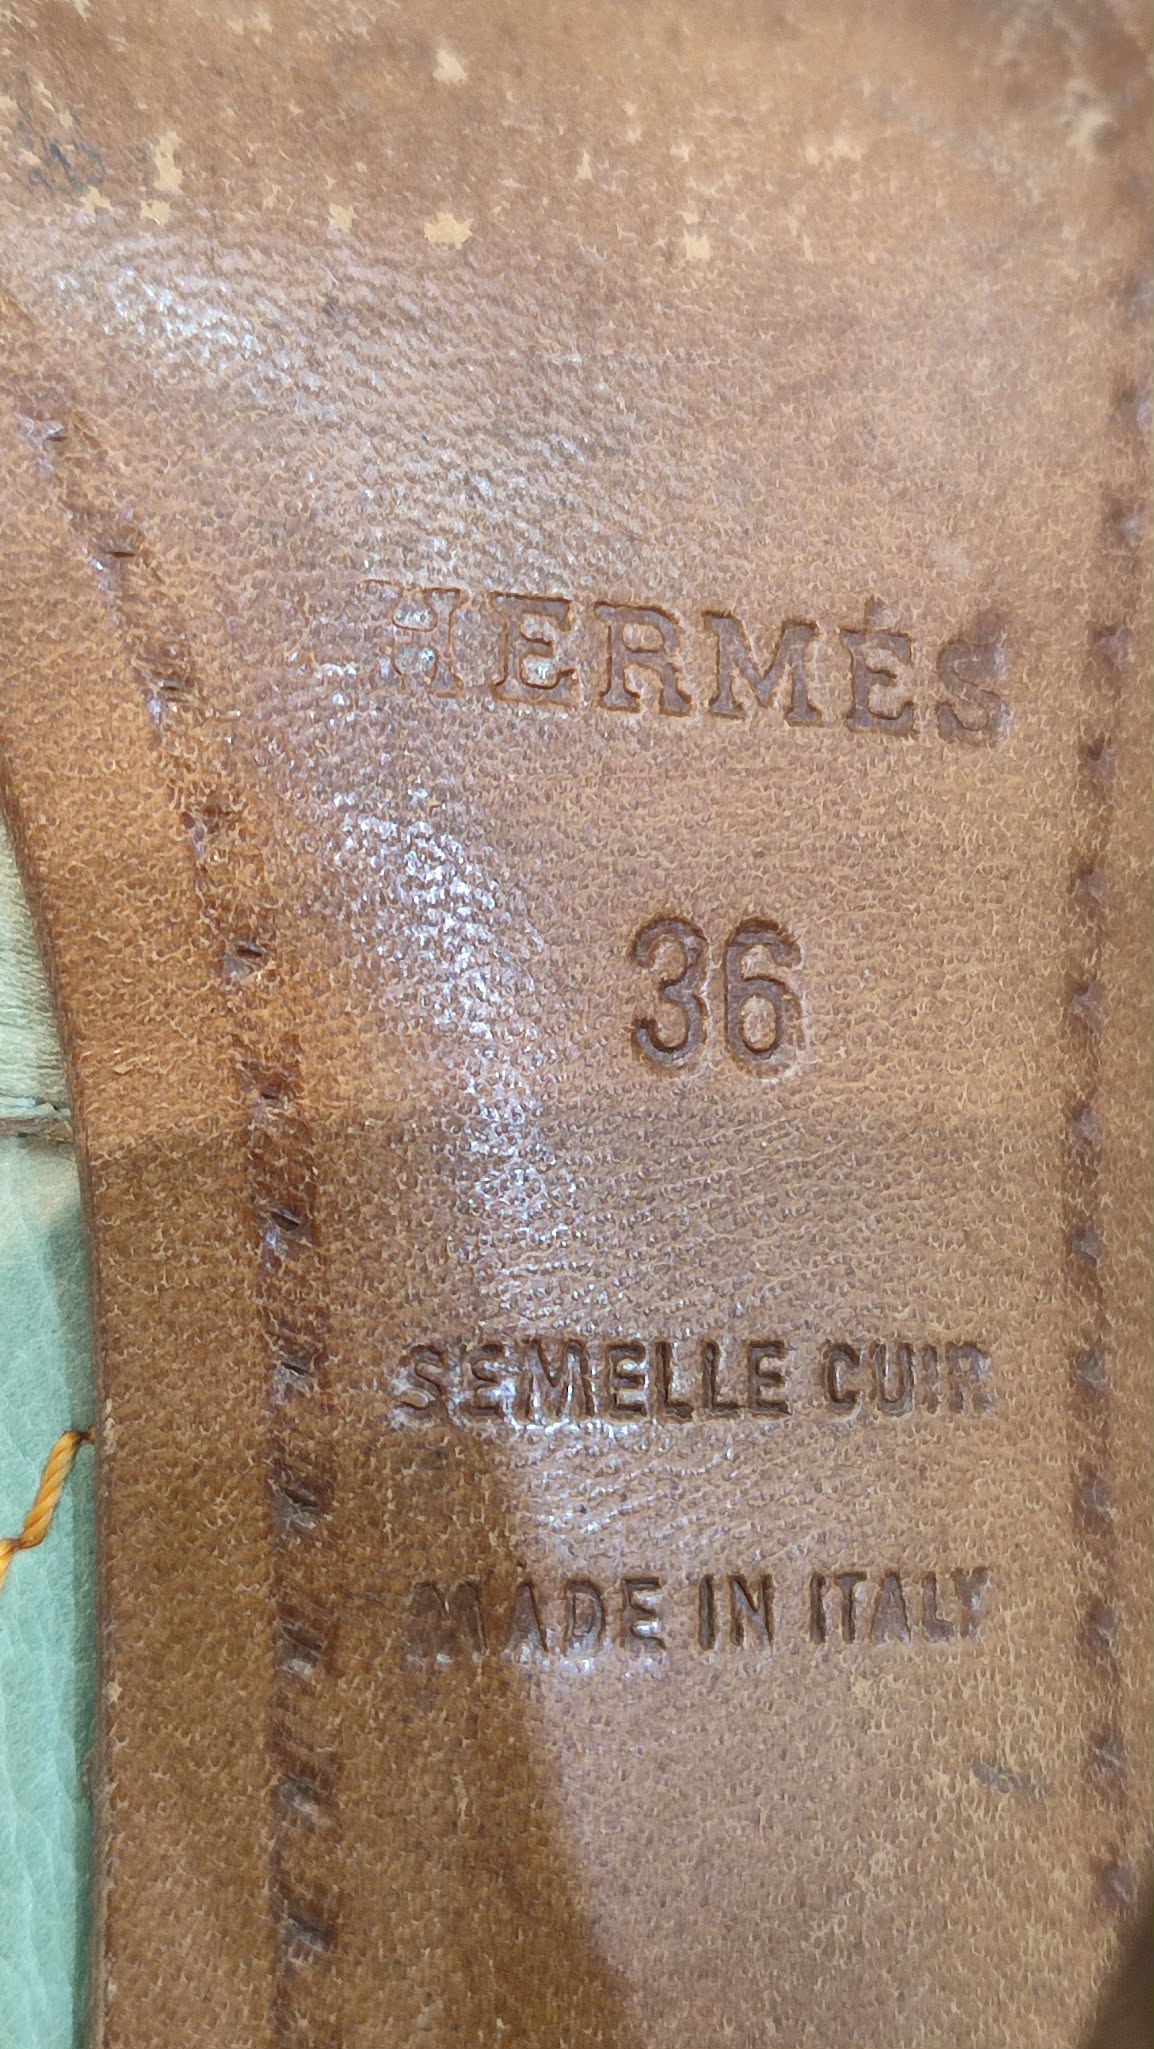 HERMÈS
36
SEMELLE CUIR
MADE IN ITALY